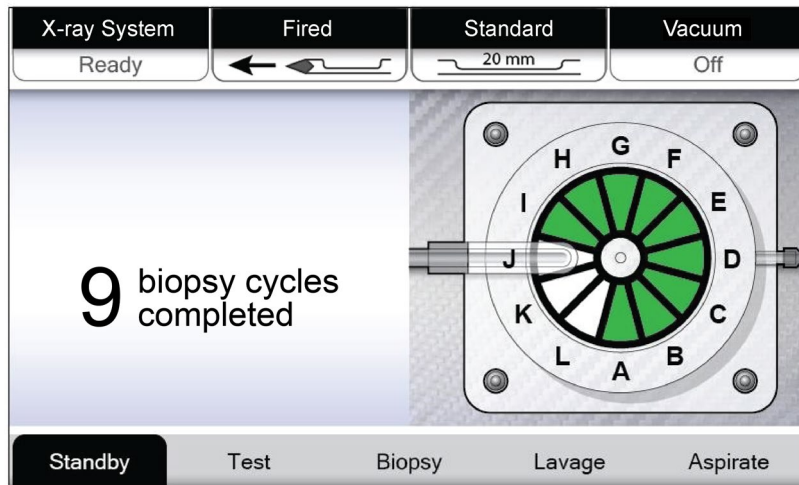 X-ray System
Fired
Standard
Vacuum
Ready
20 mm
Off
9 biopsy cycles
completed
G
H
F
I
E
J
D
K
C
L
B
A
Standby
Test
Biopsy
Lavage
Aspirate